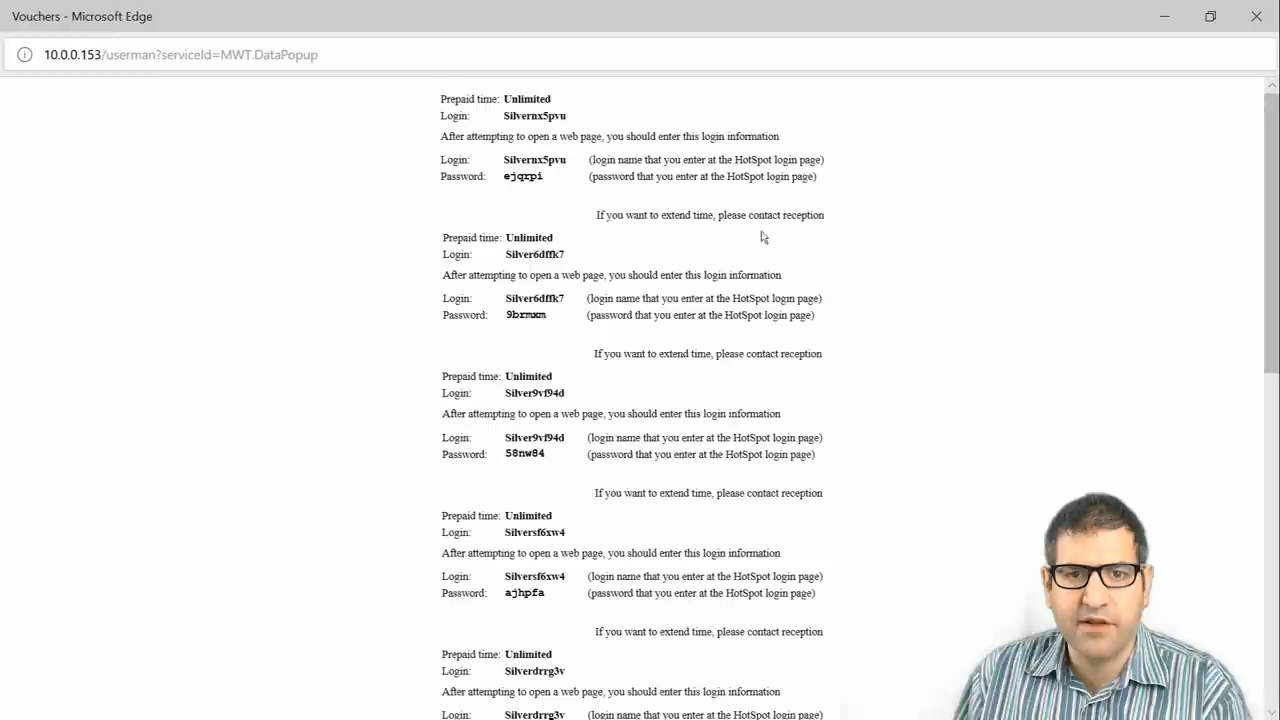 Vouchers - Microsoft Edge
10.0.0.153/userman?serviceId=MWT.DataPopup
Prepaid time: Unlimited
Login: Silvernx5pvu
After attempting to open a web page, you should enter this login information
Login: Silvernx5pvu (login name that you enter at the HotSpot login page)
Password: ejqrpi (password that you enter at the HotSpot login page)
If you want to extend time, please contact reception
Prepaid time: Unlimited
Login: Silver6dffk7
After attempting to open a web page, you should enter this login information
Login: Silver6dffk7 (login name that you enter at the HotSpot login page)
Password: 9brmxm (password that you enter at the HotSpot login page)
If you want to extend time, please contact reception
Prepaid time: Unlimited
Login: Silver9vf94d
After attempting to open a web page, you should enter this login information
Login: Silver9vf94d (login name that you enter at the HotSpot login page)
Password: 58nw84 (password that you enter at the HotSpot login page)
If you want to extend time, please contact reception
Prepaid time: Unlimited
Login: Silversf6xw4
After attempting to open a web page, you should enter this login information
Login: Silversf6xw4 (login name that you enter at the HotSpot login page)
Password: ajhpfa (password that you enter at the HotSpot login page)
If you want to extend time, please contact reception
Prepaid time: Unlimited
Login: Silverdrrg3v
After attempting to open a web page, you should enter this login information
Login: Silverdrrg3v (login name that you enter at the HotSpot login page)